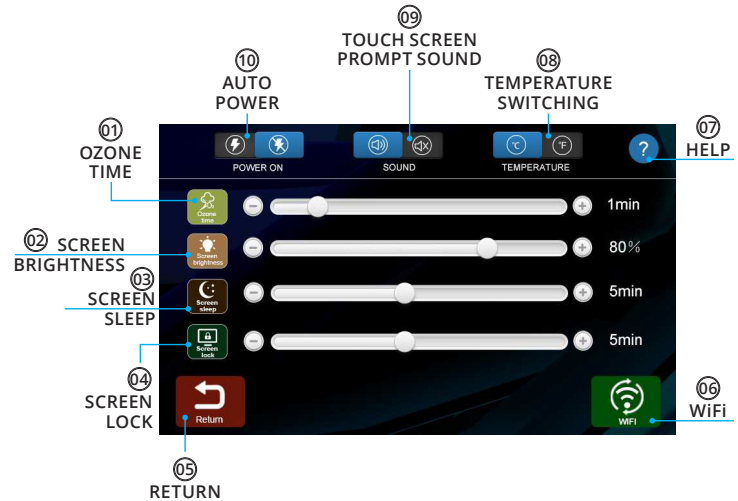 09
TOUCH SCREEN
PROMPT SOUND
10
AUTO
POWER
08
TEMPERATURE
SWITCHING
01
OZONE
TIME
07
HELP
°C
°F
?
POWER ON
SOUND
TEMPERATURE
O₃
Ozone
time
1min
02 SCREEN
BRIGHTNESS
Screen
brightness
80%
03
SCREEN
SLEEP
Screen
sleep
5min
Screen
lock
5min
04
SCREEN
LOCK
Return
06
WiFi
WIFI
05
RETURN